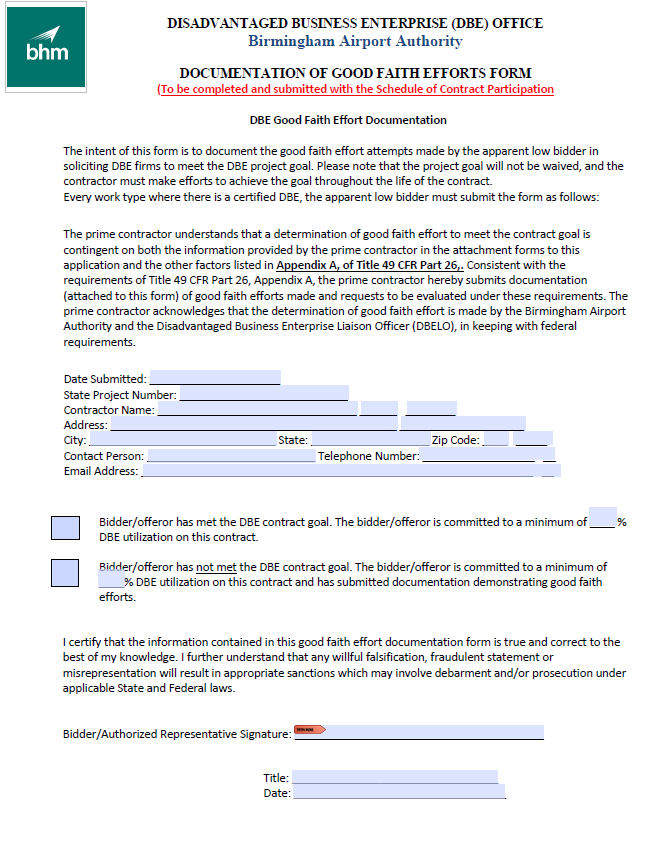 bhm
DISADVANTAGED BUSINESS ENTERPRISE (DBE) OFFICE
Birmingham Airport Authority
DOCUMENTATION OF GOOD FAITH EFFORTS FORM
(To be completed and submitted with the Schedule of Contract Participation
DBE Good Faith Effort Documentation
The intent of this form is to document the good faith effort attempts made by the apparent low bidder in
soliciting DBE firms to meet the DBE project goal. Please note that the project goal will not be waived, and the
contractor must make efforts to achieve the goal throughout the life of the contract.
Every work type where there is a certified DBE, the apparent low bidder must submit the form as follows:
The prime contractor understands that a determination of good faith effort to meet the contract goal is
contingent on both the information provided by the prime contractor in the attachment forms to this
application and the other factors listed in Appendix A, of Title 49 CFR Part 26,. Consistent with the
requirements of Title 49 CFR Part 26, Appendix A, the prime contractor hereby submits documentation
(attached to this form) of good faith efforts made and requests to be evaluated under these requirements. The
prime contractor acknowledges that the determination of good faith effort is made by the Birmingham Airport
Authority and the Disadvantaged Business Enterprise Liaison Officer (DBELO), in keeping with federal
requirements.
Date Submitted:
State Project Number:
Contractor Name:
Address:
City: State: Zip Code:
Contact Person: Telephone Number:
Email Address:
Bidder/offeror has met the DBE contract goal. The bidder/offeror is committed to a minimum of ____%
DBE utilization on this contract.
Bidder/offeror has not met the DBE contract goal. The bidder/offeror is committed to a minimum of
____% DBE utilization on this contract and has submitted documentation demonstrating good faith
efforts.
I certify that the information contained in this good faith effort documentation form is true and correct to the
best of my knowledge. I further understand that any willful falsification, fraudulent statement or
misrepresentation will result in appropriate sanctions which may involve debarment and/or prosecution under
applicable State and Federal laws.
Bidder/Authorized Representative Signature:
Title:
Date: